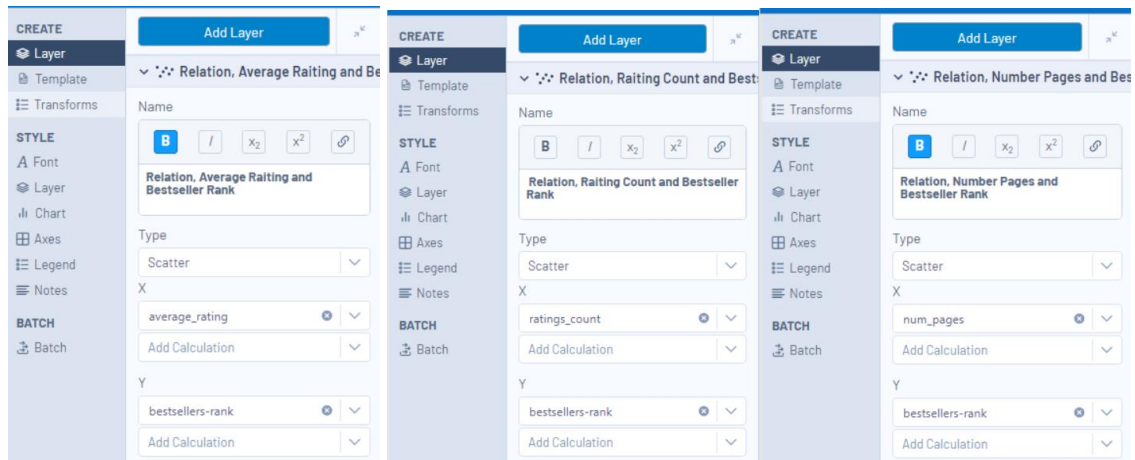 CREATE
Layer
Template
Transforms
STYLE
Font
Layer
Chart
Axes
Legend
Notes
BATCH
Batch
Add Layer
Relation, Average Raiting and Be
Name
B I x2 x²
Relation, Average Raiting and
Bestseller Rank
Type
Scatter
X
average_rating
Add Calculation
Y
bestsellers-rank
Add Calculation
CREATE
Layer
Template
Transforms
STYLE
Font
Layer
Chart
Axes
Legend
Notes
BATCH
Batch
Add Layer
Relation, Raiting Count and Bests
Name
B I x2 x²
Relation, Raiting Count and Bestseller
Rank
Type
Scatter
X
ratings_count
Add Calculation
Y
bestsellers-rank
Add Calculation
CREATE
Layer
Template
Transforms
STYLE
Font
Layer
Chart
Axes
Legend
Notes
BATCH
Batch
Add Layer
Relation, Number Pages and Bes
Name
B I x2 x²
Relation, Number Pages and
Bestseller Rank
Type
Scatter
X
num_pages
Add Calculation
Y
bestsellers-rank
Add Calculation